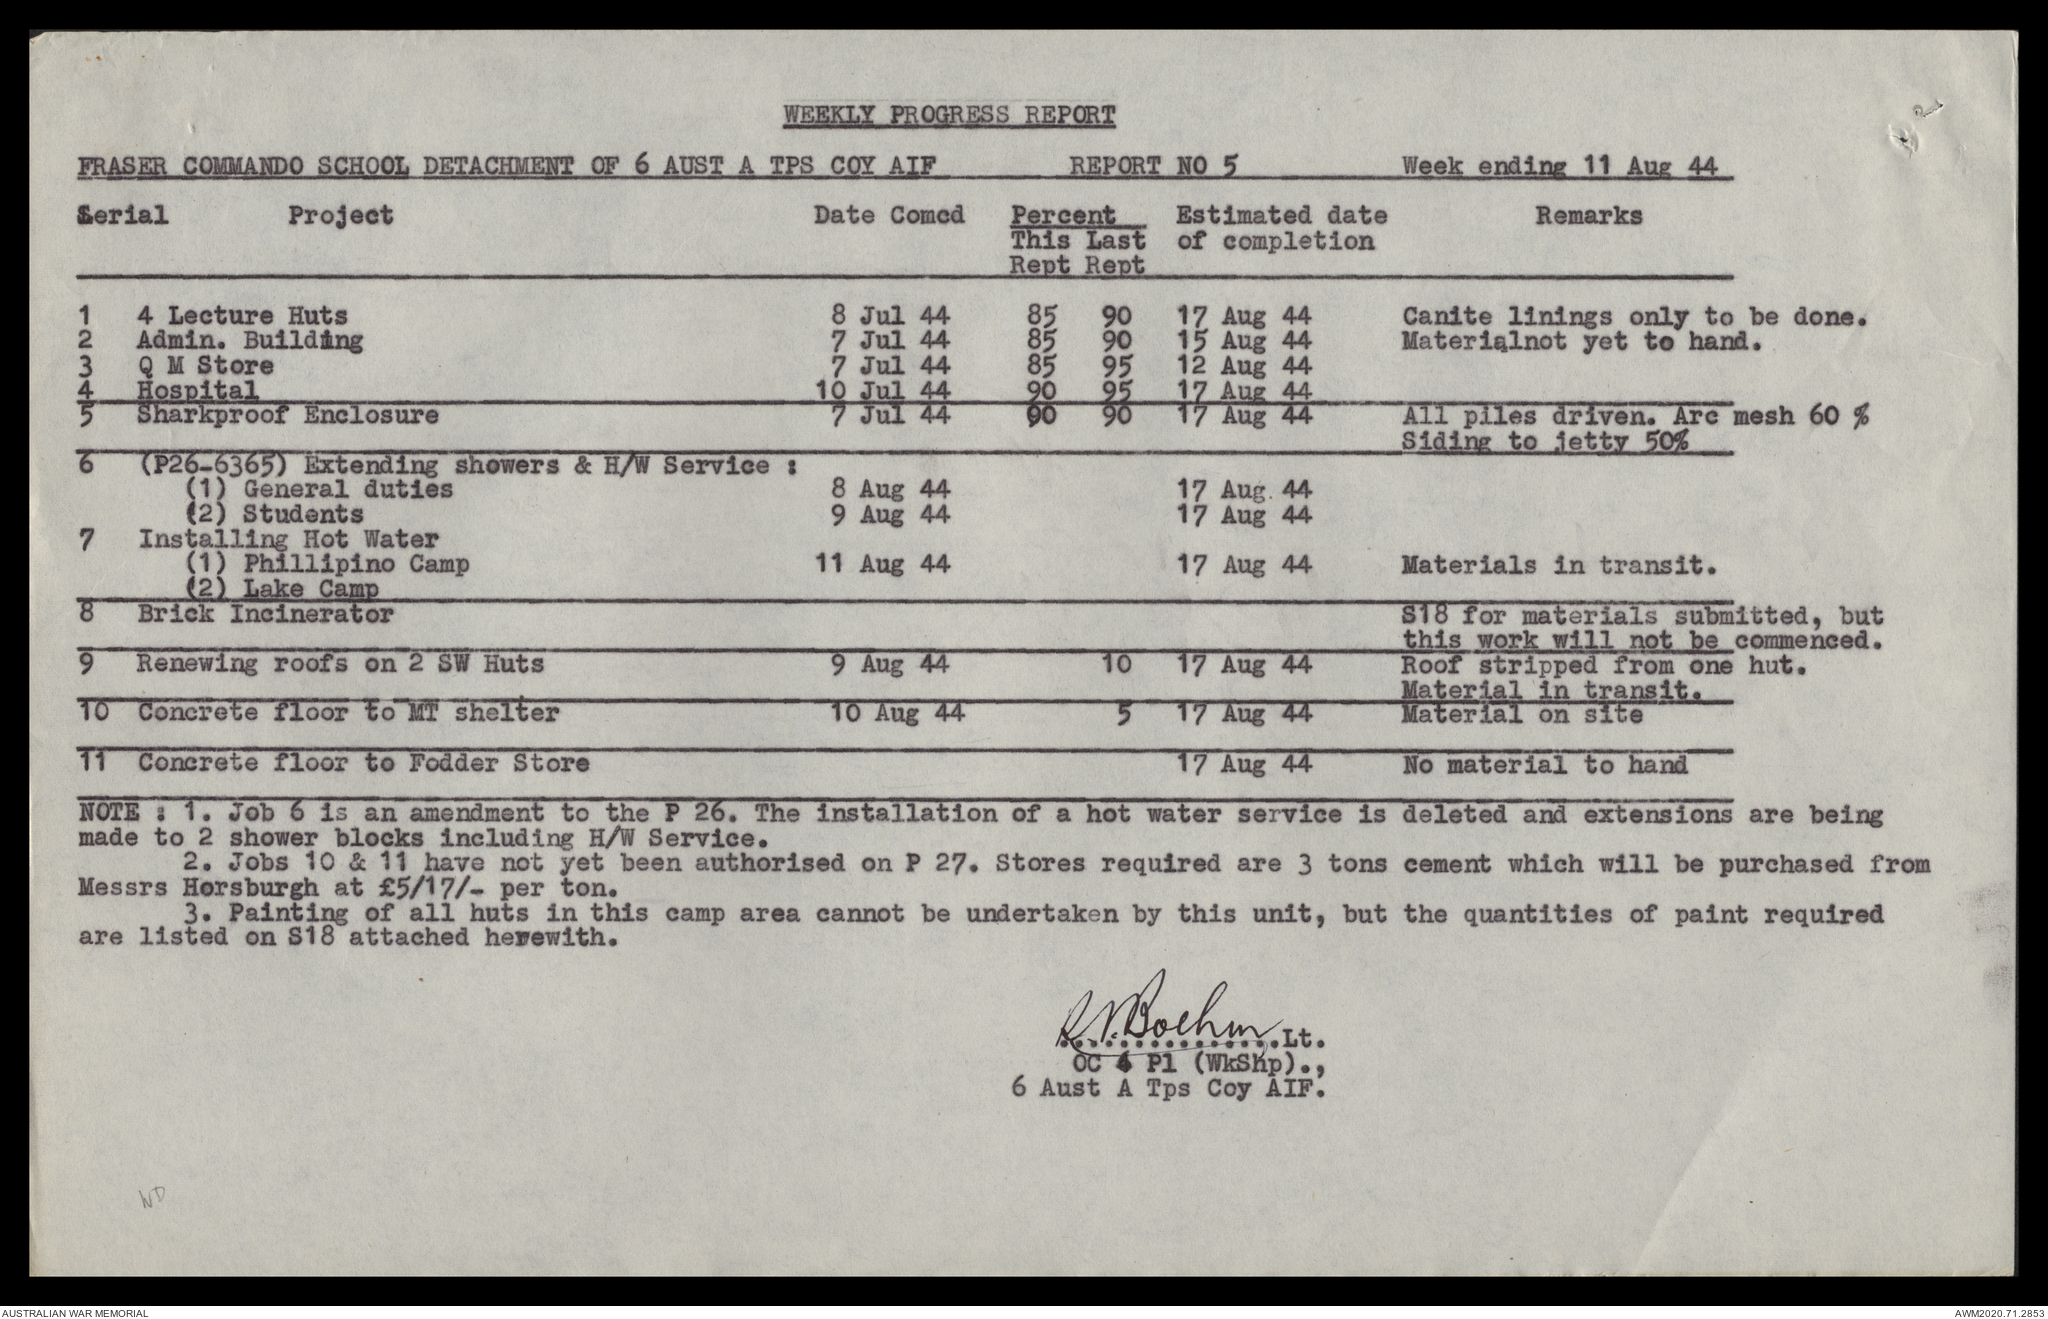 WEEKLY PROGRESS REPORT
FRASER COMMANDO SCHOOL DETACHMENT OF 6 AUST A TPS COY AIF REPORT NO 5 Week ending 11 Aug 44
Serial Project Date Comcd Percent Estimated date Remarks
This Last of completion
Rept Rept
1 4 Lecture Huts 8 Jul 44 85 90 17 Aug 44 Canite linings only to be done.
2 Admin. Building 7 Jul 44 85 90 15 Aug 44 Materialnot yet to hand.
3 Q M Store 7 Jul 44 85 95 12 Aug 44
4 Hospital 10 Jul 44 90 95 17 Aug 44
5 Sharkproof Enclosure 7 Jul 44 90 90 17 Aug 44 All piles driven. Arc mesh 60 %
Siding to jetty 50%
6 (P26-6365) Extending showers & H/W Service :
(1) General duties 8 Aug 44 17 Aug. 44
(2) Students 9 Aug 44 17 Aug 44
7 Installing Hot Water
(1) Phillipino Camp 11 Aug 44 17 Aug 44 Materials in transit.
(2) Lake Camp
8 Brick Incinerator S18 for materials submitted, but
this work will not be commenced.
9 Renewing roofs on 2 SW Huts 9 Aug 44 10 17 Aug 44 Roof stripped from one hut.
Material in transit.
10 Concrete floor to MT shelter 10 Aug 44 5 17 Aug 44 Material on site
11 Concrete floor to Fodder Store 17 Aug 44 No material to hand
NOTE : 1. Job 6 is an amendment to the P 26. The installation of a hot water service is deleted and extensions are being
made to 2 shower blocks including H/W Service.
2. Jobs 10 & 11 have not yet been authorised on P 27. Stores required are 3 tons cement which will be purchased from
Messrs Horsburgh at £5/17/- per ton.
3. Painting of all huts in this camp area cannot be undertaken by this unit, but the quantities of paint required
are listed on S18 attached herewith.
Boehm
..............Lt.
OC 4 Pl (WkShp).,
6 Aust A Tps Coy AIF.
WD
AUSTRALIAN WAR MEMORIAL AWM2020.71.2853